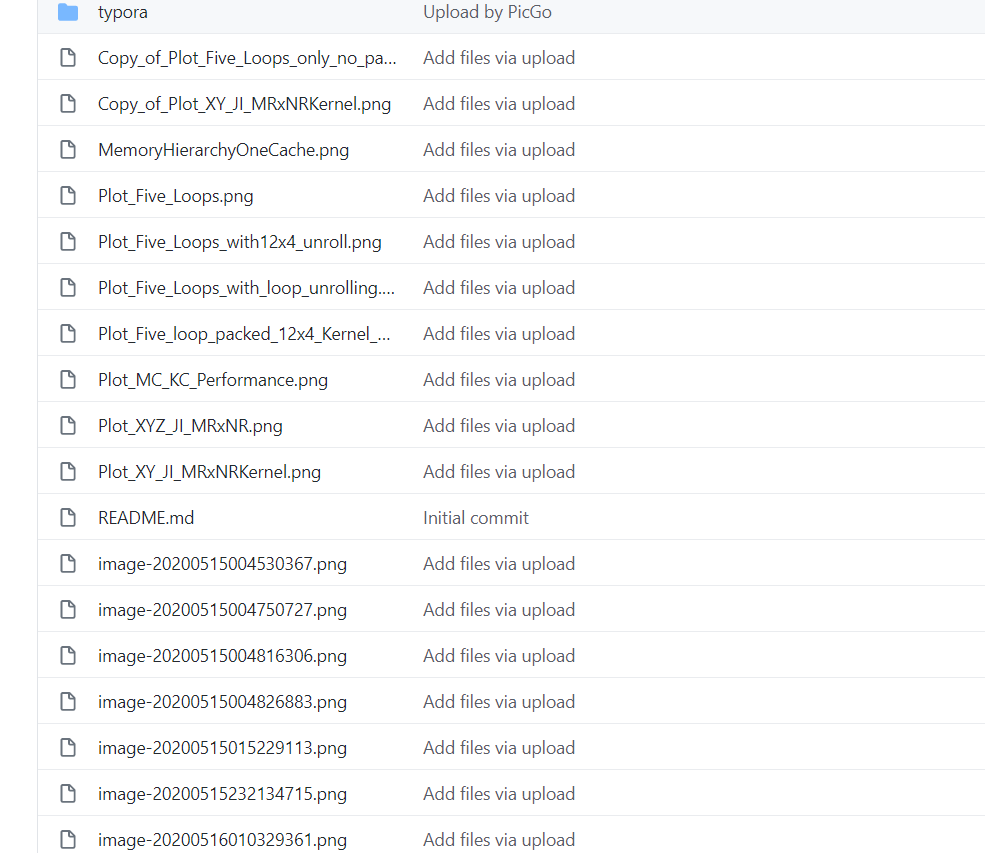 typora Upload by PicGo
Copy_of_Plot_Five_Loops_only_no_pa... Add files via upload
Copy_of_Plot_XY_JI_MRxNRKernel.png Add files via upload
MemoryHierarchyOneCache.png Add files via upload
Plot_Five_Loops.png Add files via upload
Plot_Five_Loops_with12x4_unroll.png Add files via upload
Plot_Five_Loops_with_loop_unrolling.... Add files via upload
Plot_Five_loop_packed_12x4_Kernel_... Add files via upload
Plot_MC_KC_Performance.png Add files via upload
Plot_XYZ_JI_MRxNR.png Add files via upload
Plot_XY_JI_MRxNRKernel.png Add files via upload
README.md Initial commit
image-20200515004530367.png Add files via upload
image-20200515004750727.png Add files via upload
image-20200515004816306.png Add files via upload
image-20200515004826883.png Add files via upload
image-20200515015229113.png Add files via upload
image-20200515232134715.png Add files via upload
image-20200516010329361.png Add files via upload